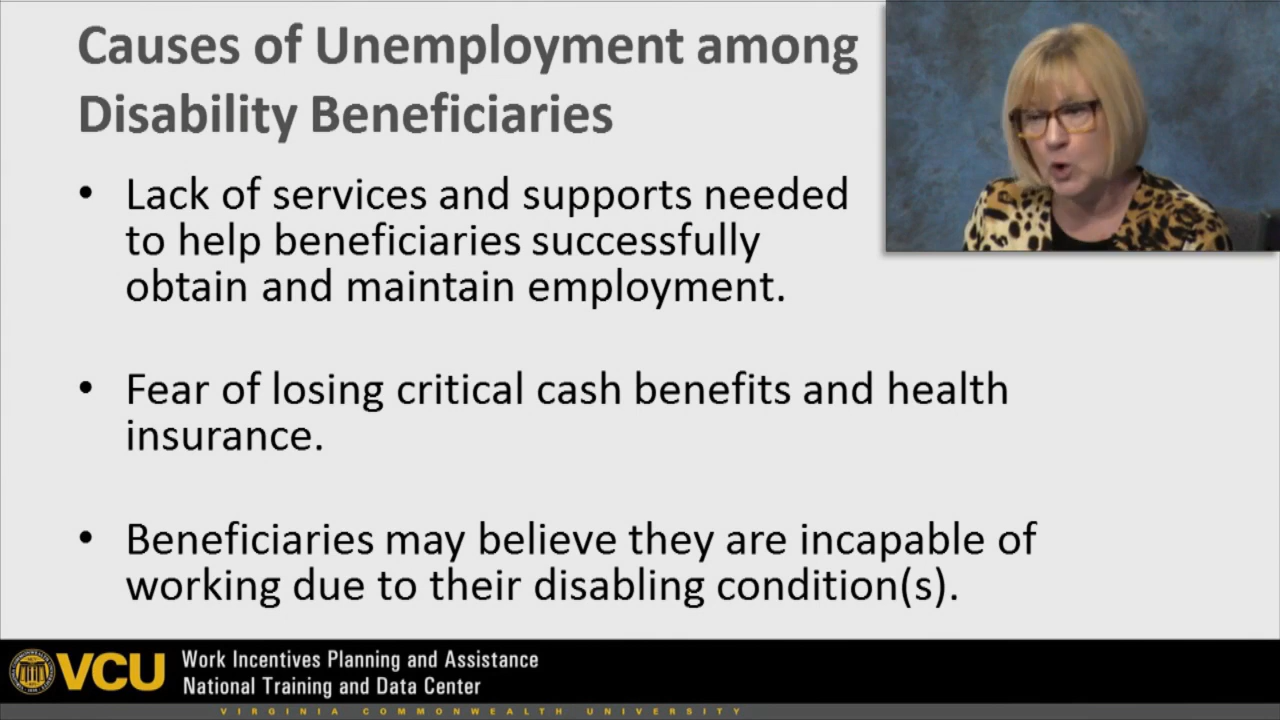 Causes of Unemployment among
Disability Beneficiaries
• Lack of services and supports needed
to help beneficiaries successfully
obtain and maintain employment.
• Fear of losing critical cash benefits and health
insurance.
• Beneficiaries may believe they are incapable of
working due to their disabling condition(s).
VCU
Work Incentives Planning and Assistance
National Training and Data Center
VIRGINIA COMMONWEALTH UNIVERSITY